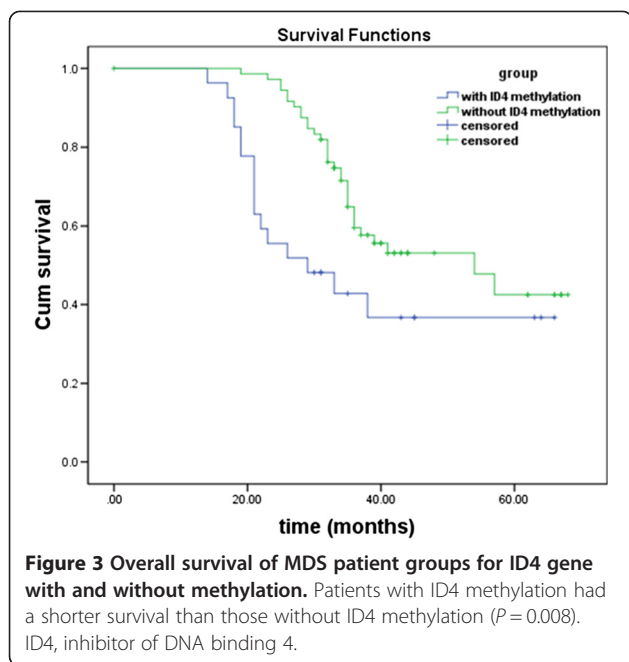 Survival Functions
group
with ID4 methylation
without ID4 methylation
censored
censored
Cum survival
1.0
0.8
0.6
0.4
0.2
0.0
.00
20.00
40.00
60.00
time (months)
Figure 3 Overall survival of MDS patient groups for ID4 gene
with and without methylation. Patients with ID4 methylation had
a shorter survival than those without ID4 methylation (P = 0.008).
ID4, inhibitor of DNA binding 4.